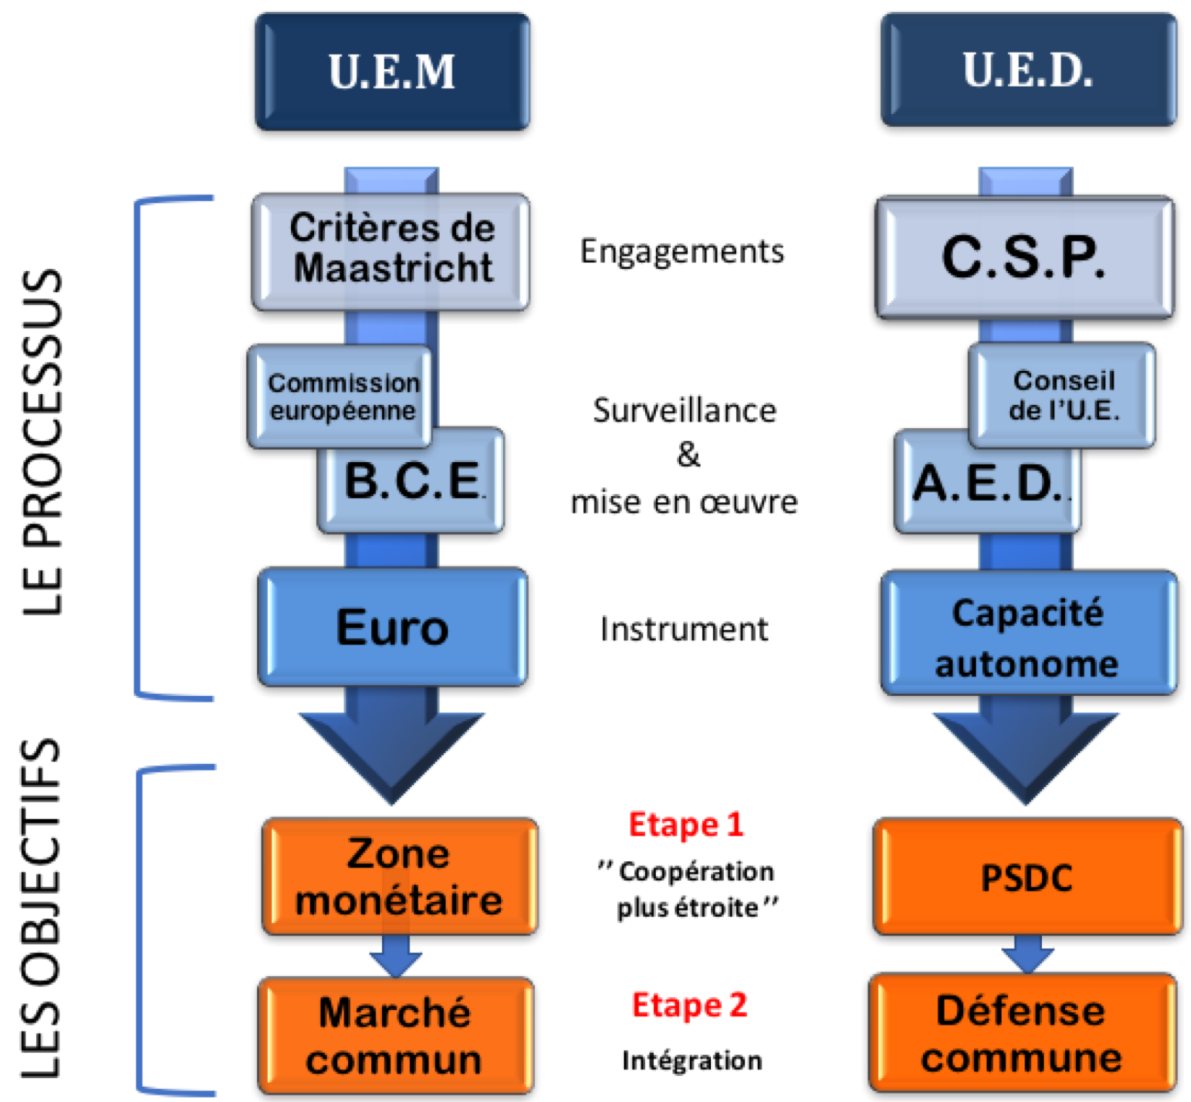 U.E.M
U.E.D.
LE PROCESSUS
Critères de
Maastricht
Engagements
C.S.P.
Commission
européenne
B.C.E.
Surveillance
&
mise en œuvre
Conseil
de l'U.E.
A.E.D..
Euro
Instrument
Capacité
autonome
LES OBJECTIFS
Zone
monétaire
Etape 1
" Coopération
plus étroite "
PSDC
Marché
commun
Etape 2
Intégration
Défense
commune